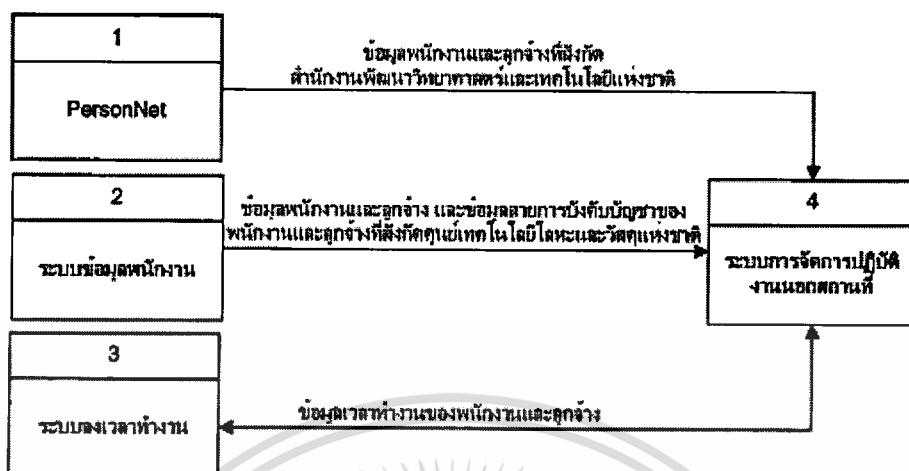 1
PersonNet
ข้อมูลพนักงานและลูกจ้างที่สังกัด
สำนักงานพัฒนาวิทยาศาสตร์และเทคโนโลยีแห่งชาติ
2
ระบบข้อมูลพนักงาน
ข้อมูลพนักงานและลูกจ้าง และข้อมูลสายการบังคับบัญชาของ
พนักงานและลูกจ้างที่สังกัดศูนย์เทคโนโลยีโลหะและวัสดุแห่งชาติ
4
ระบบการจัดการปฏิบัติ
งานนอกสถานที่
3
ระบบลงเวลาทำงาน
ข้อมูลเวลาทำงานของพนักงานและลูกจ้าง